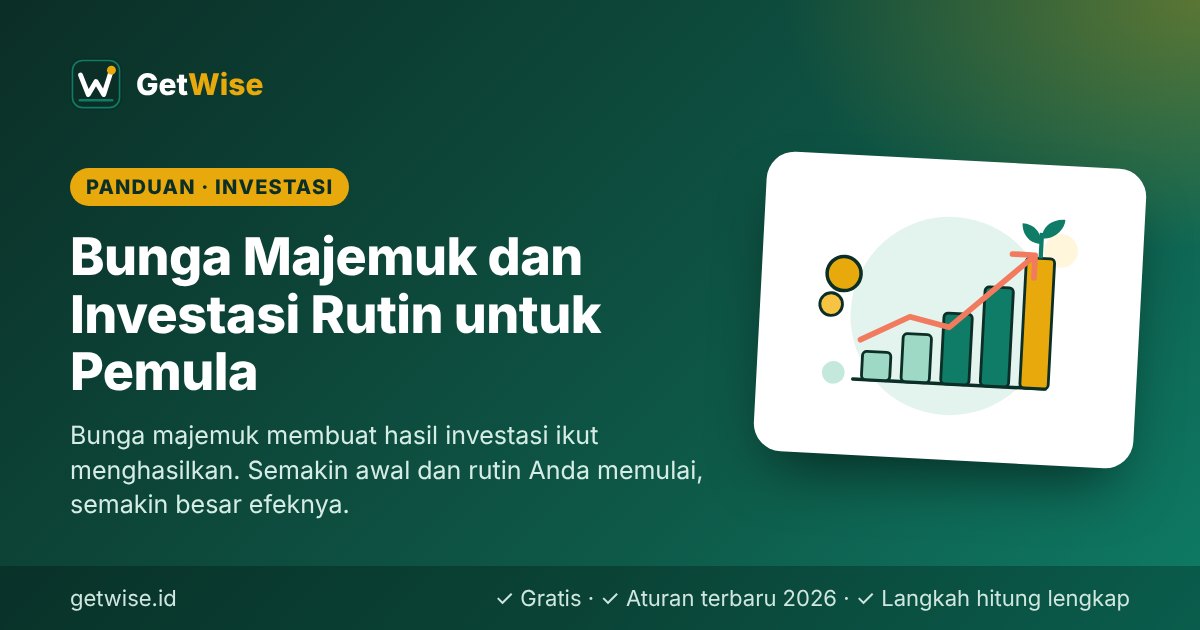 GetWise
PANDUAN · INVESTASI
Bunga Majemuk dan
Investasi Rutin untuk
Pemula
Bunga majemuk membuat hasil investasi ikut
menghasilkan. Semakin awal dan rutin Anda memulai,
semakin besar efeknya.
getwise.id
✓ Gratis · ✓ Aturan terbaru 2026 · ✓ Langkah hitung lengkap